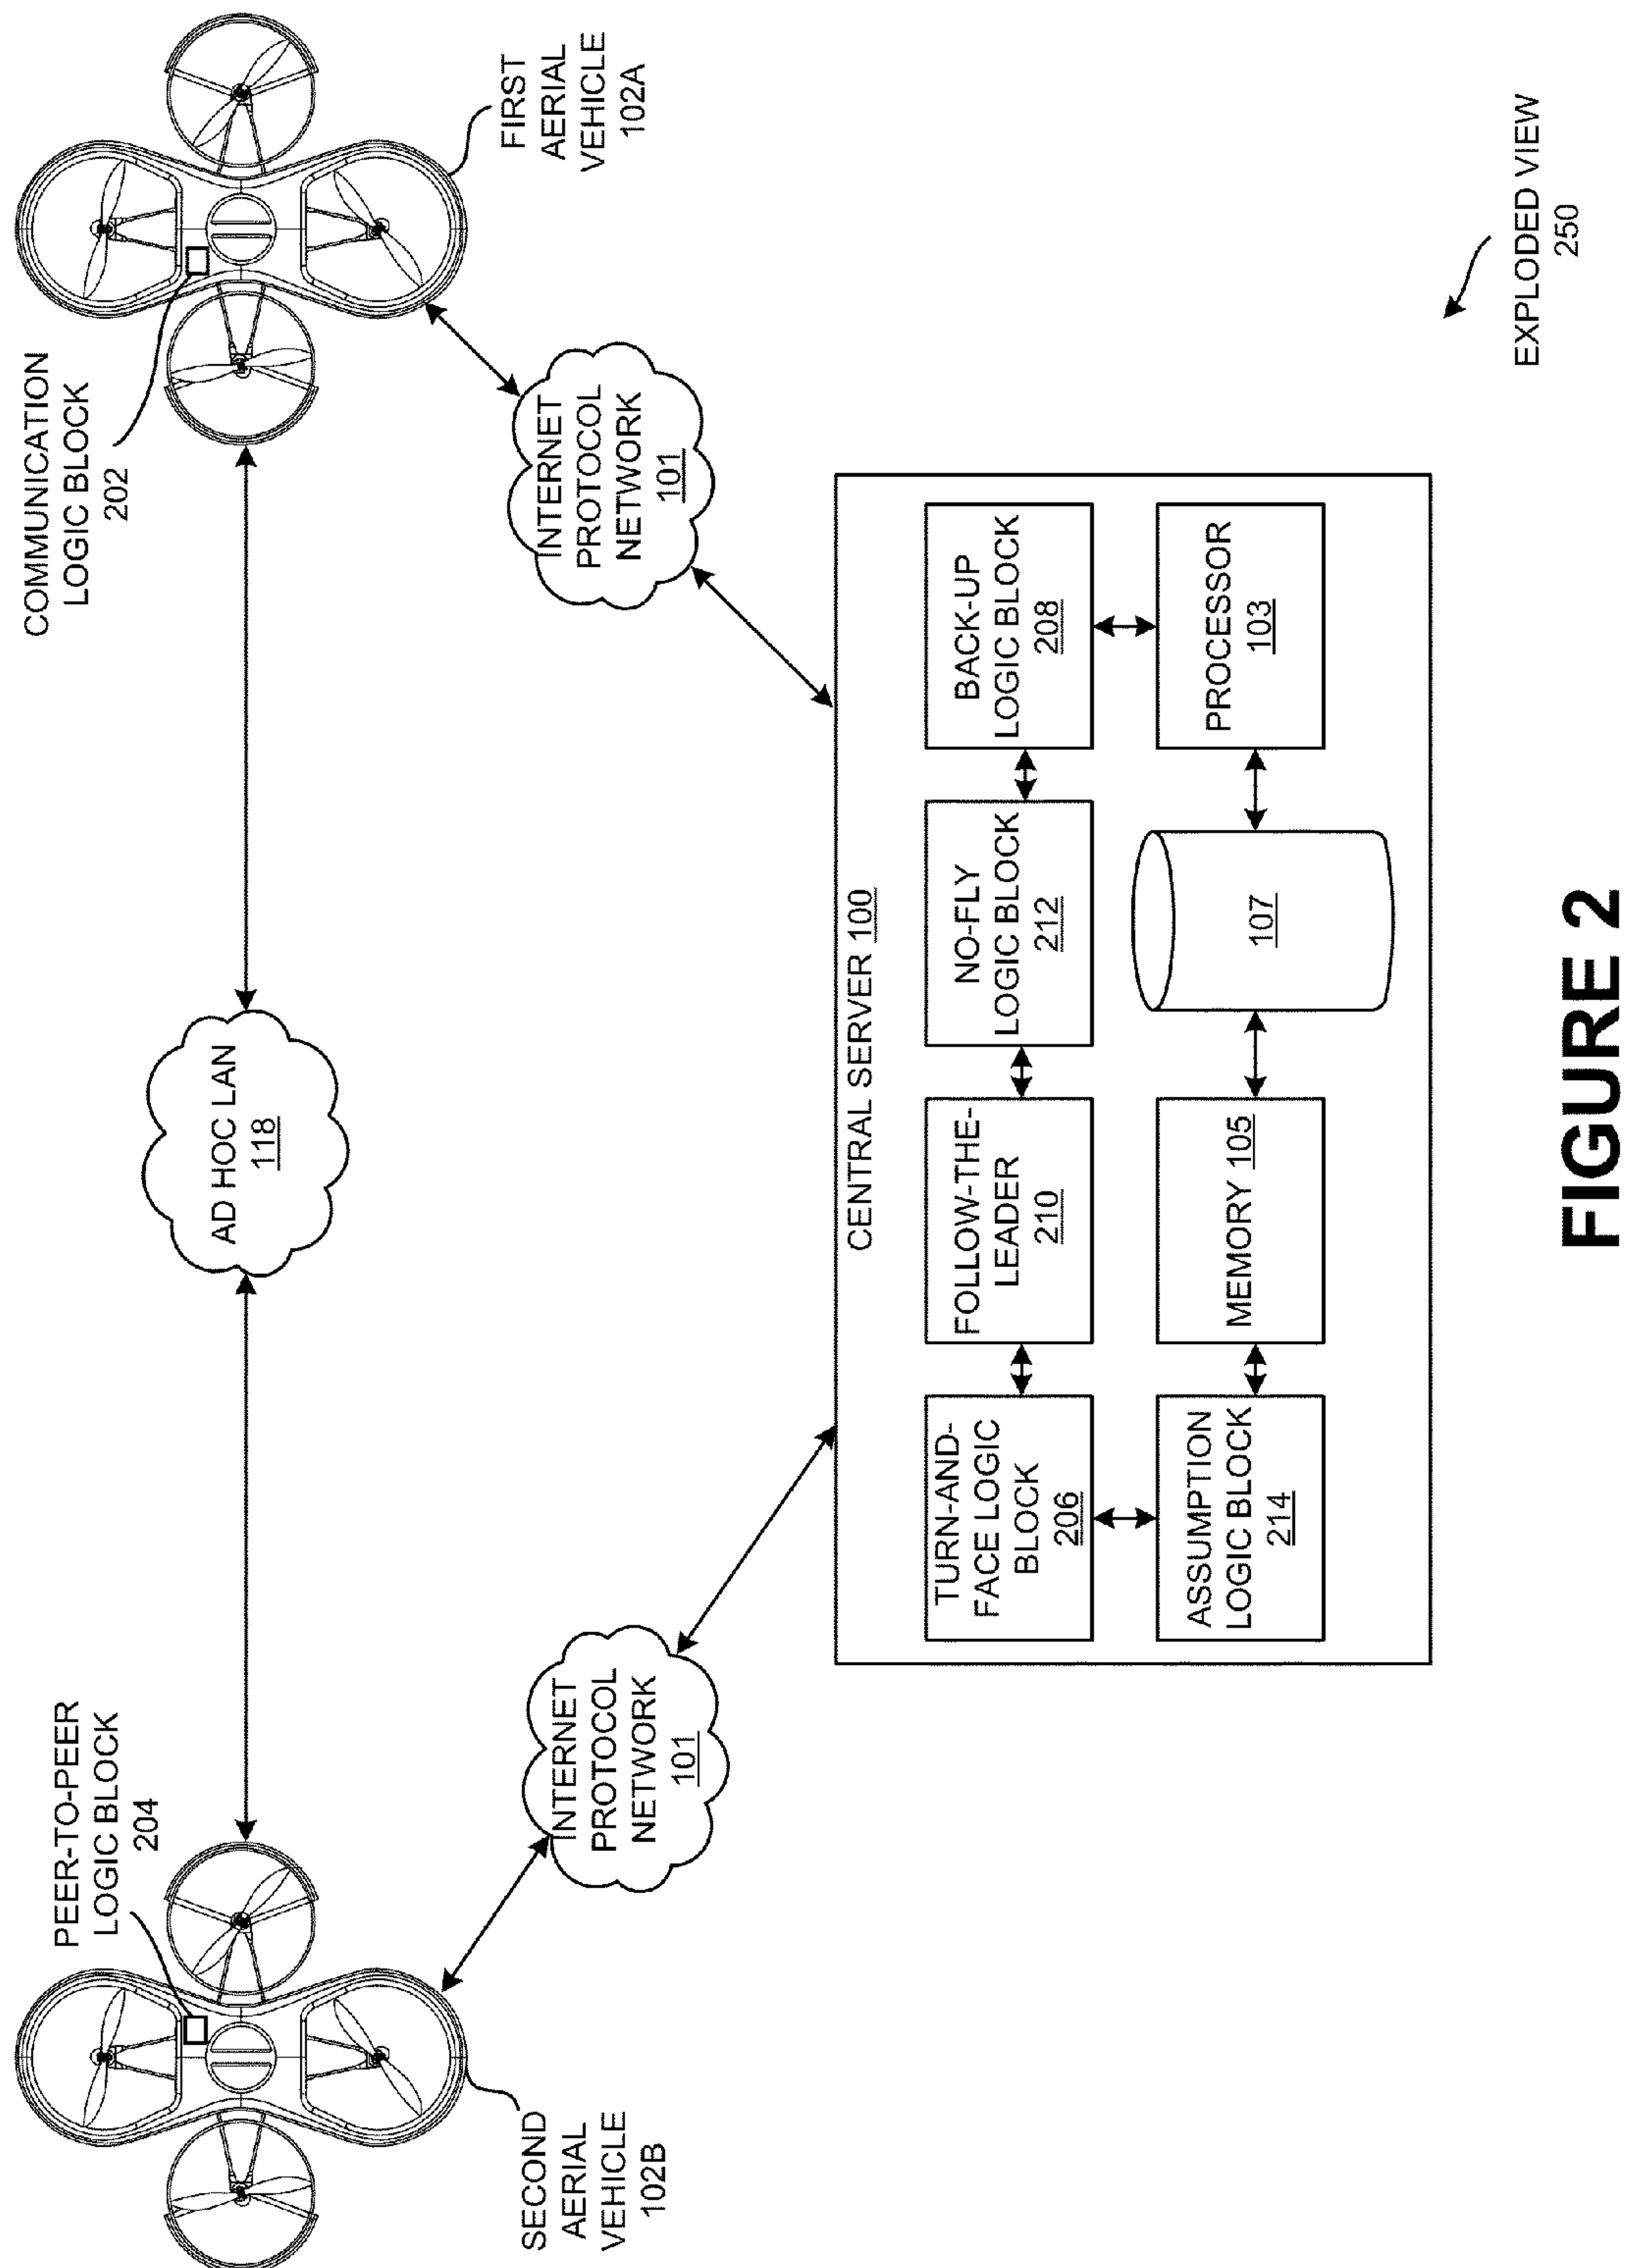 PEER-TO-PEER
LOGIC BLOCK
204
COMMUNICATION
LOGIC BLOCK
202
AD HOC LAN
118
SECOND
AERIAL
VEHICLE
102B
FIRST
AERIAL
VEHICLE
102A
INTERNET
PROTOCOL
NETWORK
101
INTERNET
PROTOCOL
NETWORK
101
CENTRAL SERVER 100
TURN-AND-
FACE LOGIC
BLOCK
206
FOLLOW-THE-
LEADER
210
NO-FLY
LOGIC BLOCK
212
BACK-UP
LOGIC BLOCK
208
ASSUMPTION
LOGIC BLOCK
214
MEMORY 105
107
PROCESSOR
103
EXPLODED VIEW
250
FIGURE 2